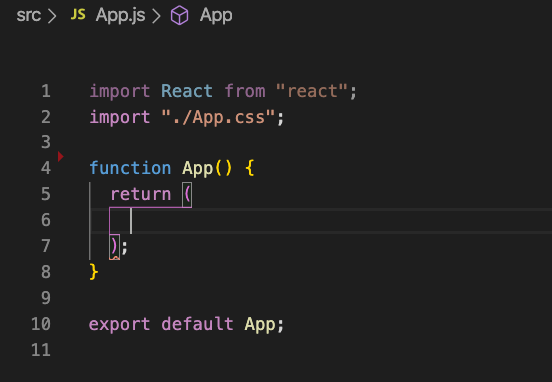 src > JS App.js > App
1 import React from "react";
2 import "./App.css";
3
4 function App() {
5 return (
6
7 );
8 }
9
10 export default App;
11